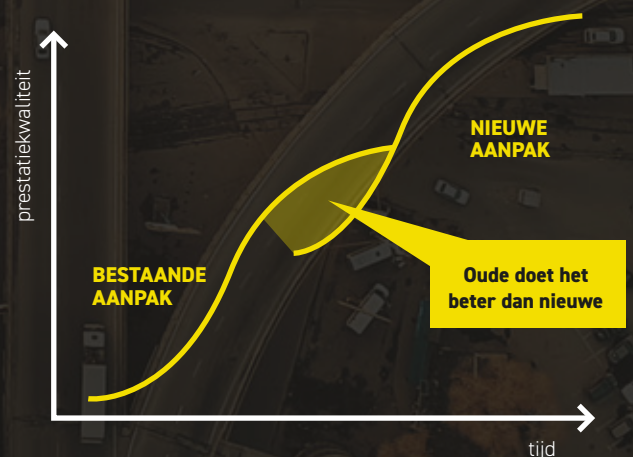 prestatiekwaliteit
NIEUWE
AANPAK
BESTAANDE
AANPAK
Oude doet het
beter dan nieuwe
tijd